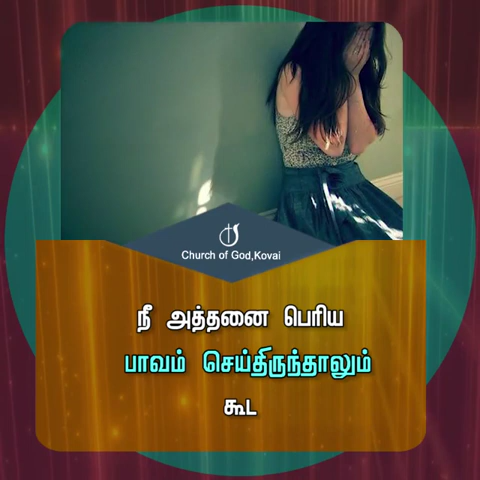 Church of God,Kovai
நீ அத்தனை பெரிய
பாவம் செய்திருந்தாலும்
கூட